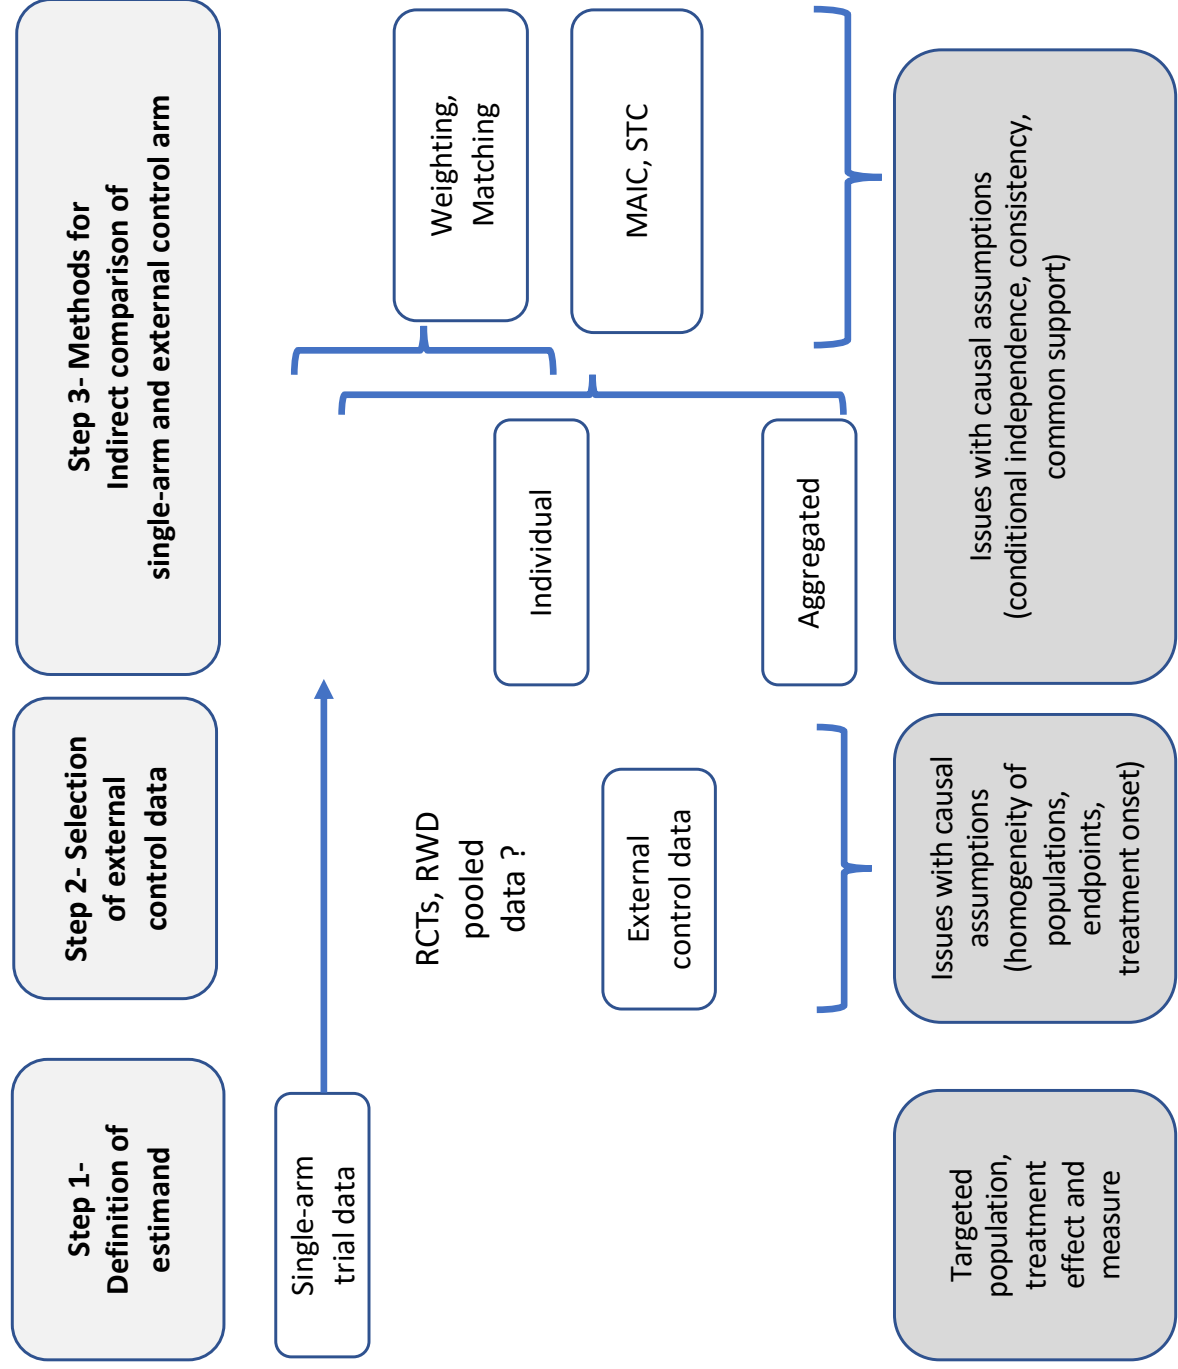 Step 1-
Definition of
estimand
Step 2- Selection
of external
control data
Step 3- Methods for
Indirect comparison of
single-arm and external control arm
Single-arm
trial data
RCTs, RWD
pooled
data ?
External
control data
Individual
Aggregated
Weighting,
Matching
MAIC, STC
Targeted
population,
treatment
effect and
measure
Issues with causal
assumptions
(homogeneity of
populations,
endpoints,
treatment onset)
Issues with causal assumptions
(conditional independence, consistency,
common support)